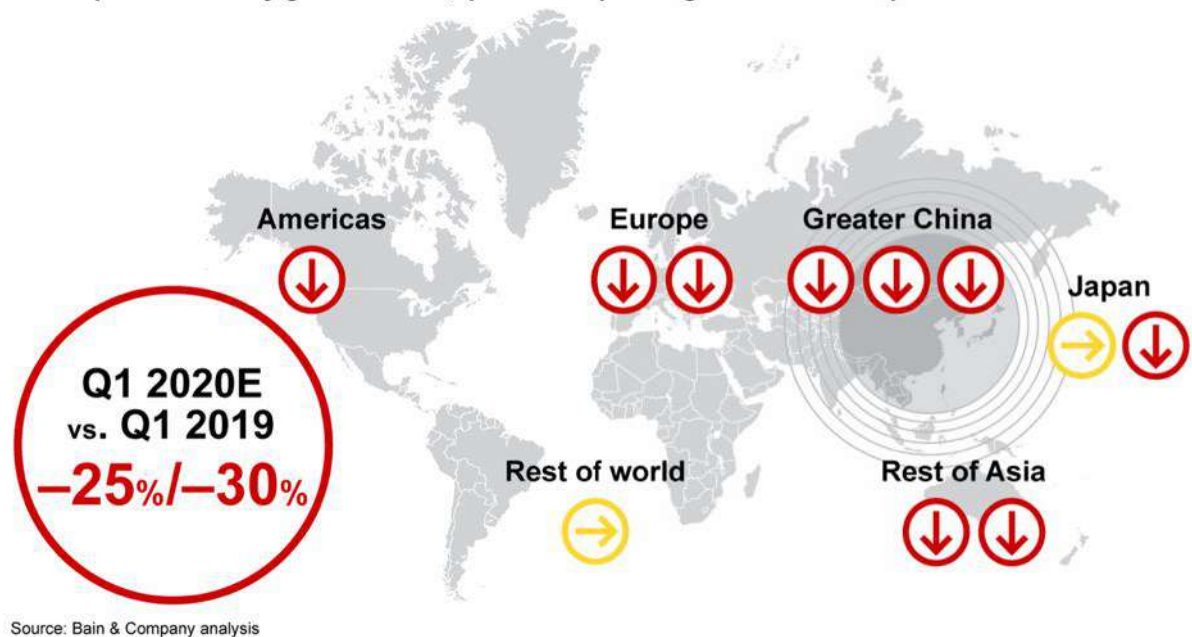 Americas
Europe
Greater China
Japan
Q1 2020E
vs. Q1 2019
–25%/–30%
Rest of world
Rest of Asia
Source: Bain & Company analysis